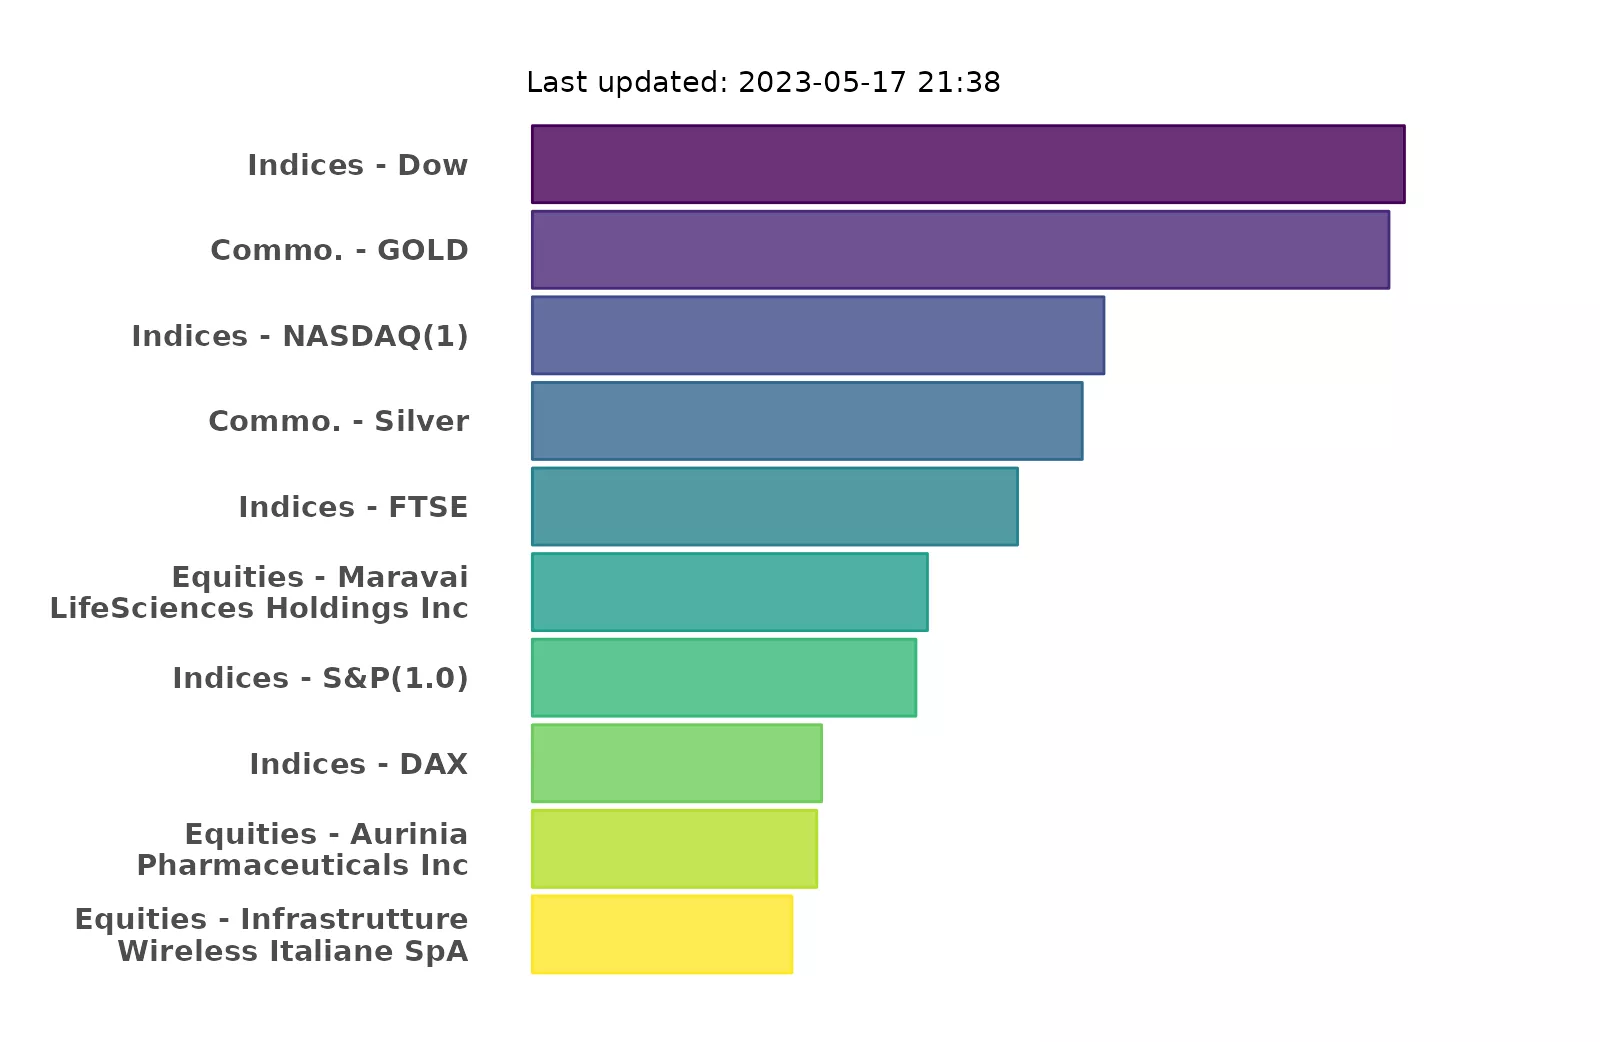 Last updated: 2023-05-17 21:38
Indices - Dow
Commo. - GOLD
Indices - NASDAQ(1)
Commo. - Silver
Indices - FTSE
Equities - Maravai
LifeSciences Holdings Inc
Indices - S&P(1.0)
Indices - DAX
Equities - Aurinia
Pharmaceuticals Inc
Equities - Infrastrutture
Wireless Italiane SpA